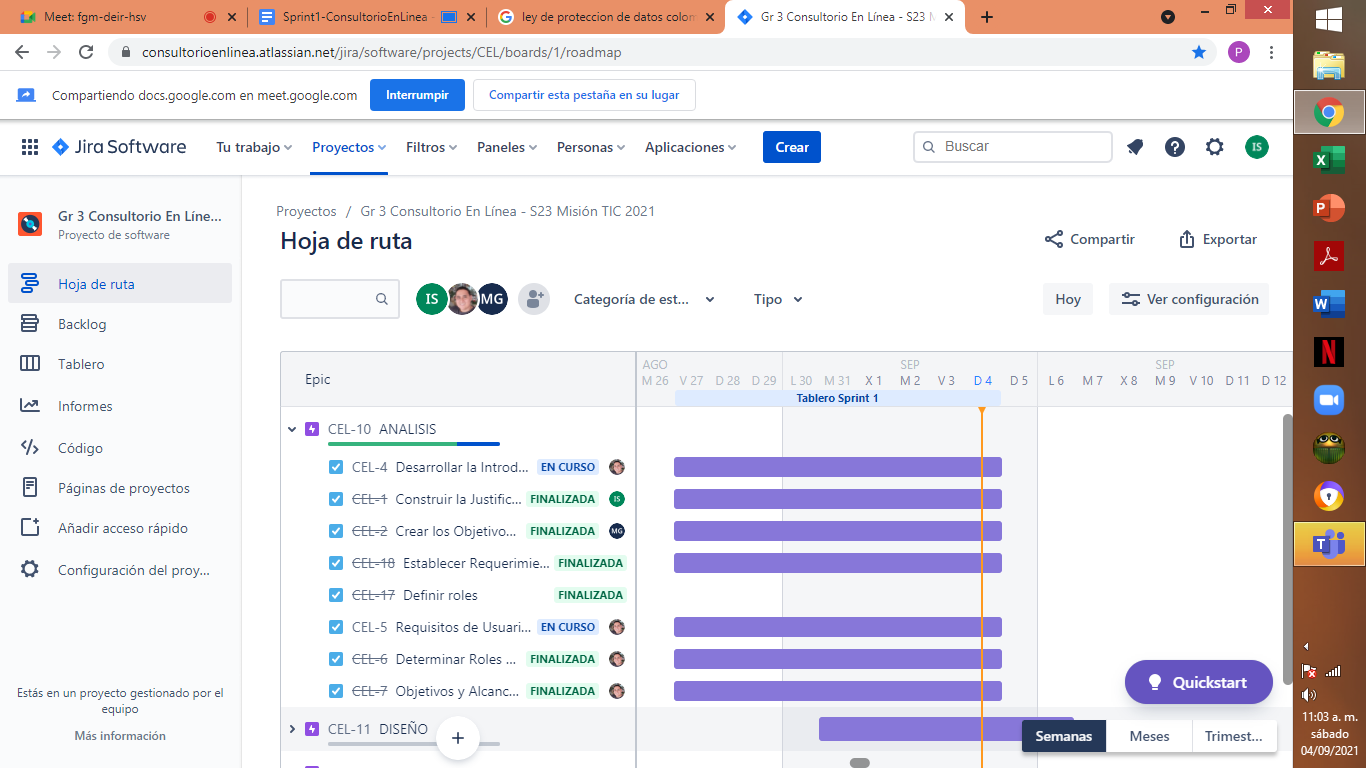 Meet: fgm-deir-hsv
Sprint1-ConsultorioEnLinea -
ley de proteccion de datos colom
Gr 3 Consultorio En Línea - S23 M
consultorioenlinea.atlassian.net/jira/software/projects/CEL/boards/1/roadmap
P
Compartiendo docs.google.com en meet.google.com
Interrumpir
Compartir esta pestaña en su lugar
Jira Software
Tu trabajo
Proyectos
Filtros
Paneles
Personas
Aplicaciones
Crear
Buscar
IS
Gr 3 Consultorio En Líne...
Proyecto de software
Hoja de ruta
Backlog
Tablero
Informes
Código
Páginas de proyectos
Añadir acceso rápido
Configuración del proy...
Estás en un proyecto gestionado por el
equipo
Más información
Proyectos / Gr 3 Consultorio En Línea - S23 Misión TIC 2021
Hoja de ruta
Compartir
Exportar
IS
MG
Categoría de est...
Tipo
Hoy
Ver configuración
Epic
AGO SEP SEP
M 26 V 27 D 28 D 29 L 30 M 31 X 1 M 2 V 3 D 4 D 5 L 6 M 7 X 8 M 9 V 10 D 11 D 12
Tablero Sprint 1
CEL-10 ANALISIS
CEL-4 Desarrollar la Introd... EN CURSO
CEL-1 Construir la Justific... FINALIZADA IS
CEL-2 Crear los Objetivo... FINALIZADA MG
CEL-18 Establecer Requerimie... FINALIZADA
CEL-17 Definir roles FINALIZADA
CEL-5 Requisitos de Usuari... EN CURSO
CEL-6 Determinar Roles ... FINALIZADA
CEL-7 Objetivos y Alcanc... FINALIZADA
CEL-11 DISEÑO
Quickstart
Semanas
Meses
Trimest...
11:03 a. m.
sábado
04/09/2021